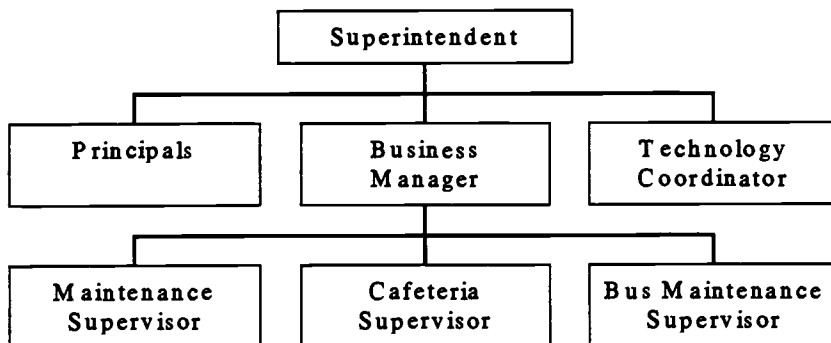 Superintendent
Principals
Business
Manager
Technology
Coordinator
Maintenance
Supervisor
Cafeteria
Supervisor
Bus Maintenance
Supervisor